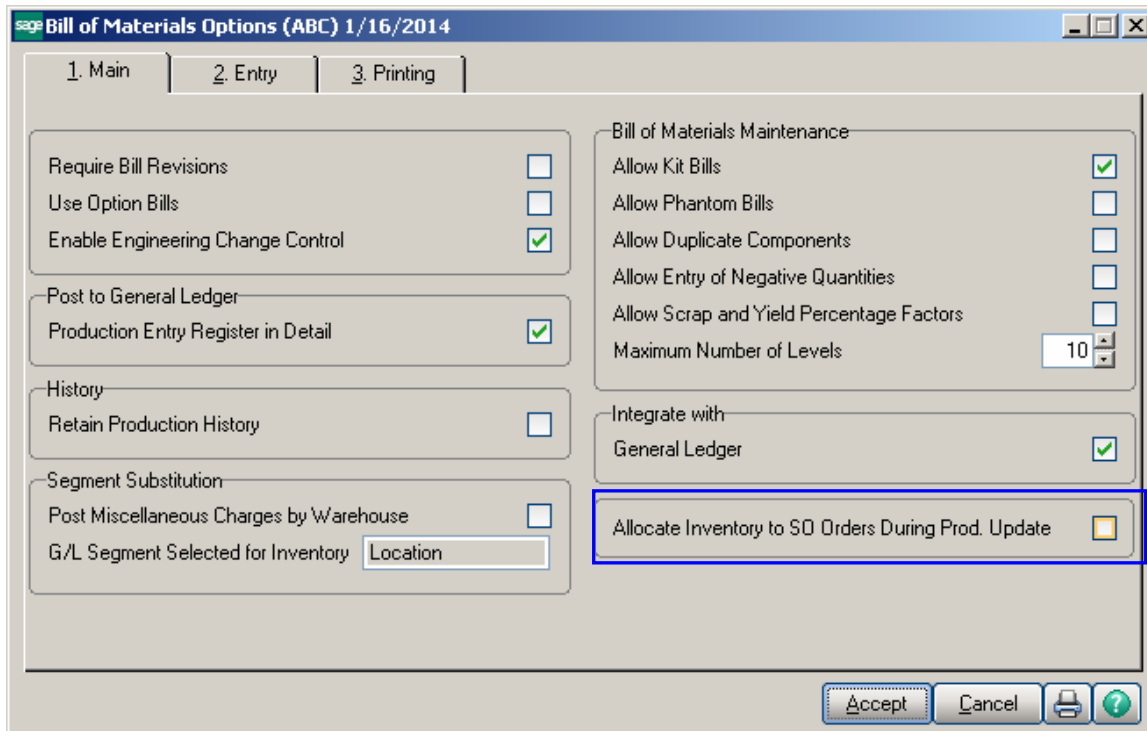 sage Bill of Materials Options (ABC) 1/16/2014
1. Main
2. Entry
3. Printing
Require Bill Revisions
Use Option Bills
Enable Engineering Change Control
Post to General Ledger
Production Entry Register in Detail
History
Retain Production History
Segment Substitution
Post Miscellaneous Charges by Warehouse
G/L Segment Selected for Inventory Location
Bill of Materials Maintenance
Allow Kit Bills
Allow Phantom Bills
Allow Duplicate Components
Allow Entry of Negative Quantities
Allow Scrap and Yield Percentage Factors
Maximum Number of Levels 10
Integrate with
General Ledger
Allocate Inventory to SO Orders During Prod. Update
Accept
Cancel
?